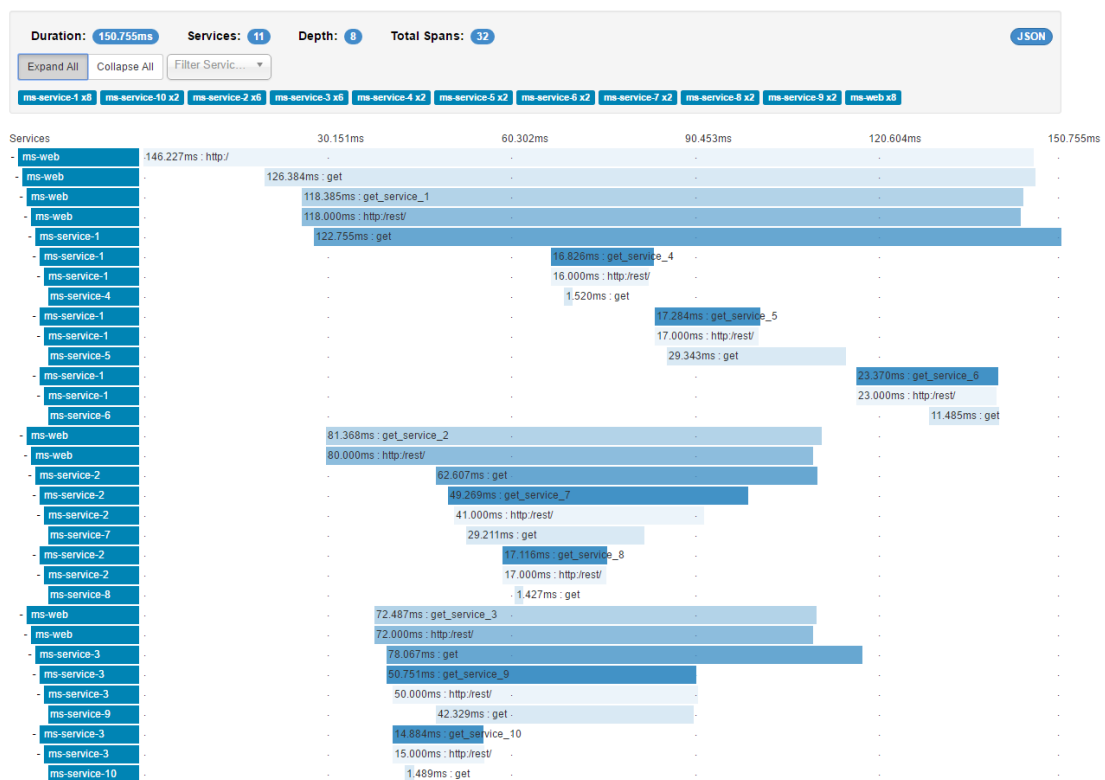 Duration: 150.755ms Services: 11 Depth: 8 Total Spans: 32 JSON
Expand All Collapse All Filter Servic...
ms-service-1 x8 ms-service-10 x2 ms-service-2 x6 ms-service-3 x6 ms-service-4 x2 ms-service-5 x2 ms-service-6 x2 ms-service-7 x2 ms-service-8 x2 ms-service-9 x2 ms-web x8
Services 30.151ms 60.302ms 90.453ms 120.604ms 150.755ms
- ms-web 146.227ms : http:/
- ms-web 126.384ms : get
- ms-web 118.385ms : get_service_1
- ms-web 118.000ms : http:/rest/
- ms-service-1 122.755ms : get
- ms-service-1 16.826ms : get_service_4
- ms-service-1 16.000ms : http:/rest/
ms-service-4 1.520ms : get
- ms-service-1 17.284ms : get_service_5
- ms-service-1 17.000ms : http:/rest/
ms-service-5 29.343ms : get
- ms-service-1 23.370ms : get_service_6
- ms-service-1 23.000ms : http:/rest/
ms-service-6 11.485ms : get
- ms-web 81.368ms : get_service_2
- ms-web 80.000ms : http:/rest/
- ms-service-2 62.607ms : get
- ms-service-2 49.269ms : get_service_7
- ms-service-2 41.000ms : http:/rest/
ms-service-7 29.211ms : get
- ms-service-2 17.116ms : get_service_8
- ms-service-2 17.000ms : http:/rest/
ms-service-8 1.427ms : get
- ms-web 72.487ms : get_service_3
- ms-web 72.000ms : http:/rest/
- ms-service-3 78.067ms : get
- ms-service-3 50.751ms : get_service_9
- ms-service-3 50.000ms : http:/rest/
ms-service-9 42.329ms : get
- ms-service-3 14.884ms : get_service_10
- ms-service-3 15.000ms : http:/rest/
ms-service-10 1.489ms : get